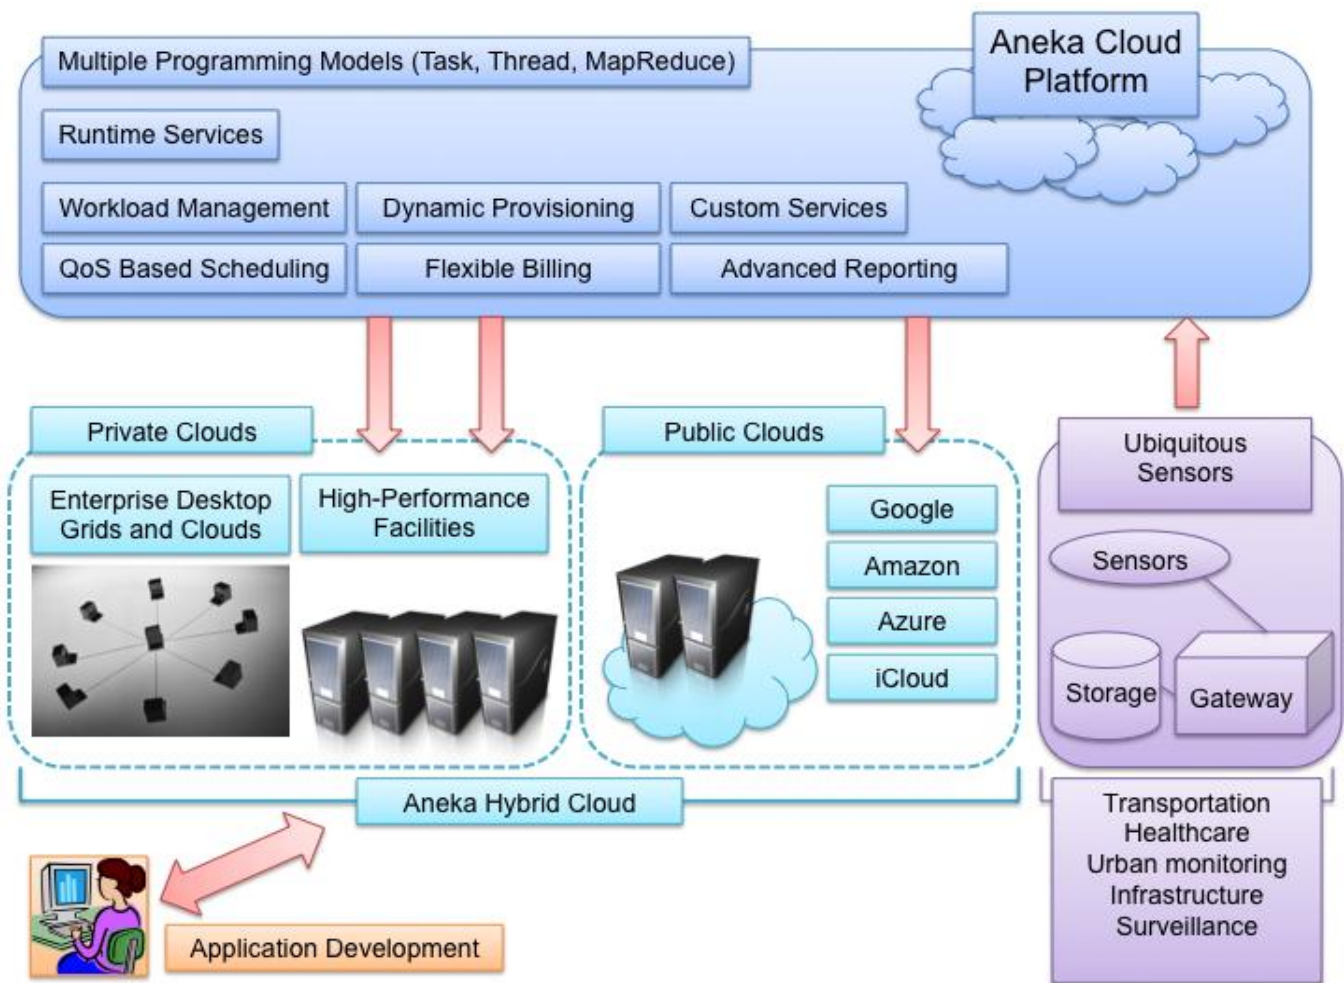 Aneka Cloud
Platform
Multiple Programming Models (Task, Thread, MapReduce)
Runtime Services
Workload Management
Dynamic Provisioning
Custom Services
QoS Based Scheduling
Flexible Billing
Advanced Reporting
Private Clouds
Enterprise Desktop
Grids and Clouds
High-Performance
Facilities
Public Clouds
Google
Amazon
Azure
iCloud
Aneka Hybrid Cloud
Ubiquitous
Sensors
Sensors
Storage
Gateway
Transportation
Healthcare
Urban monitoring
Infrastructure
Surveillance
Application Development